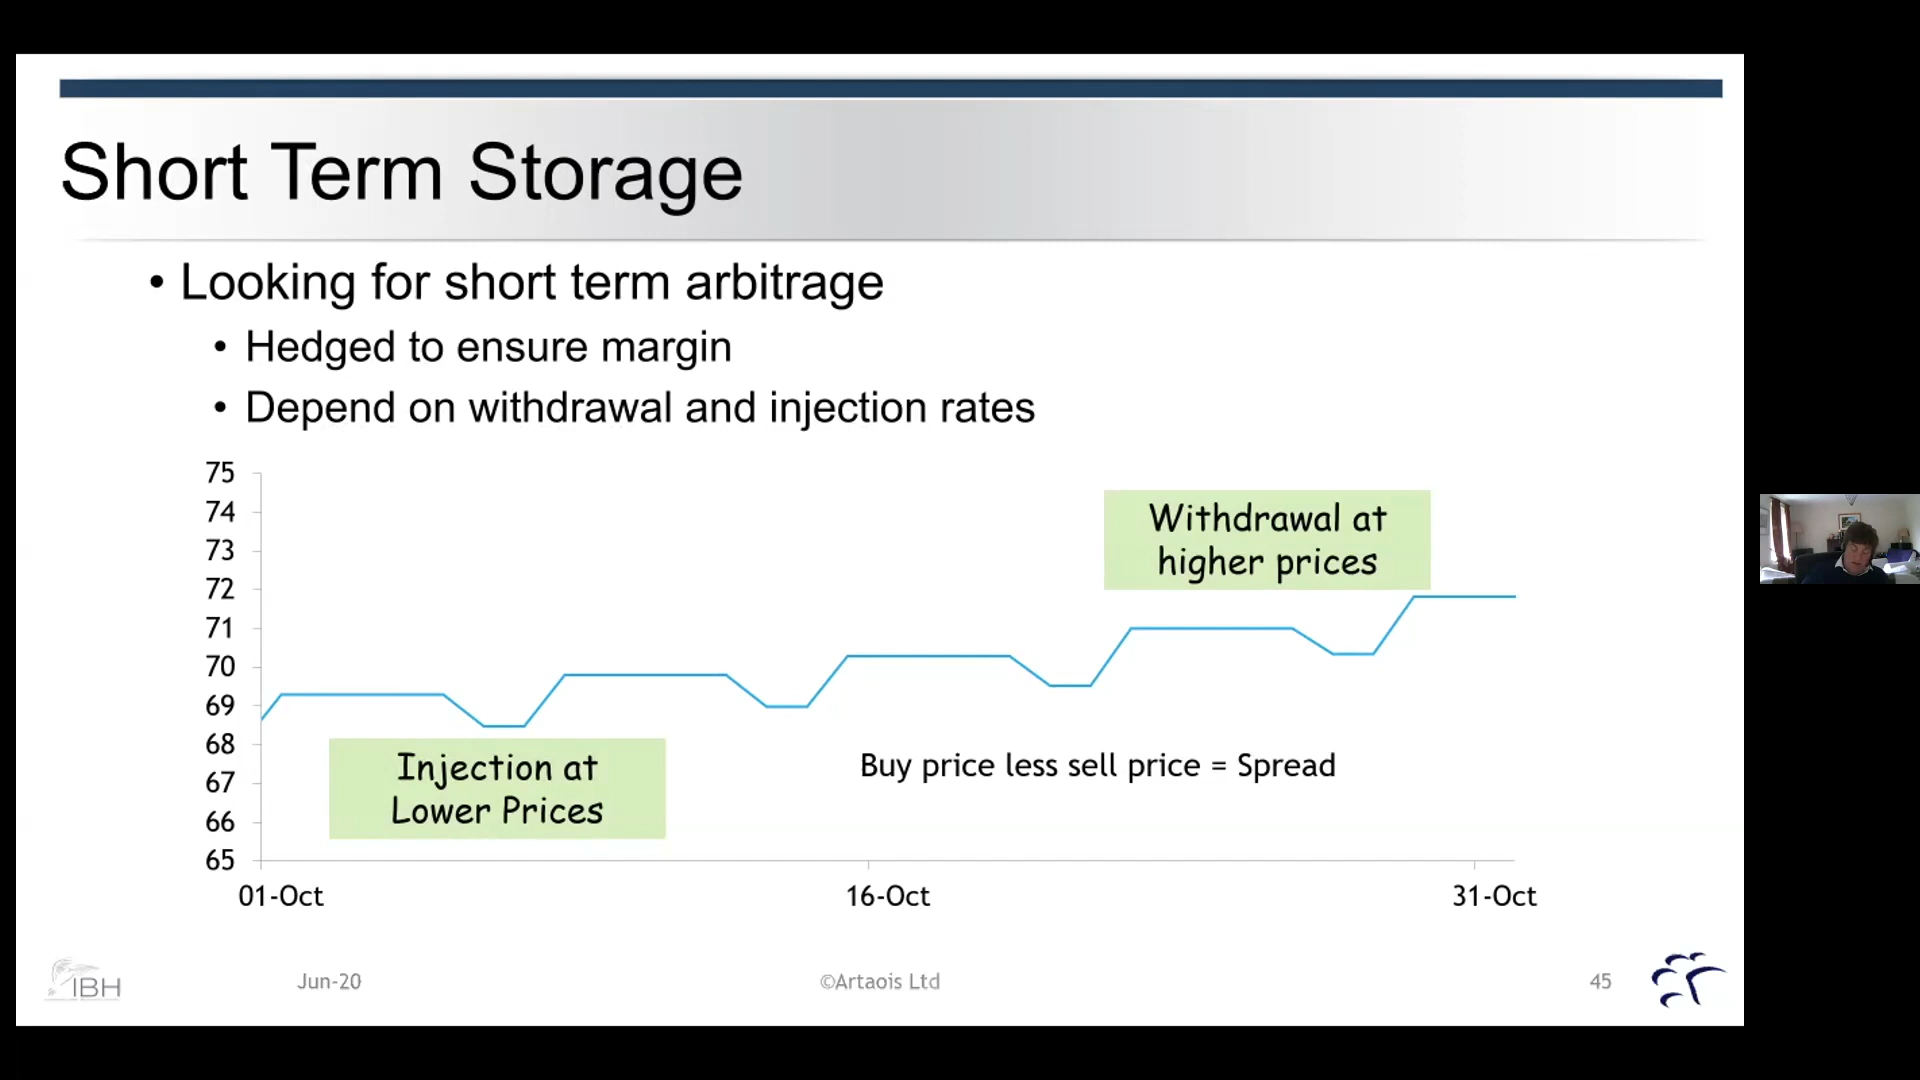 Short Term Storage
• Looking for short term arbitrage
• Hedged to ensure margin
• Depend on withdrawal and injection rates
75
74
73
72
71
70
69
68
67
66
65
Withdrawal at
higher prices
Injection at
Lower Prices
Buy price less sell price = Spread
01-Oct
16-Oct
31-Oct
IBH
Jun-20
©Artaois Ltd
45